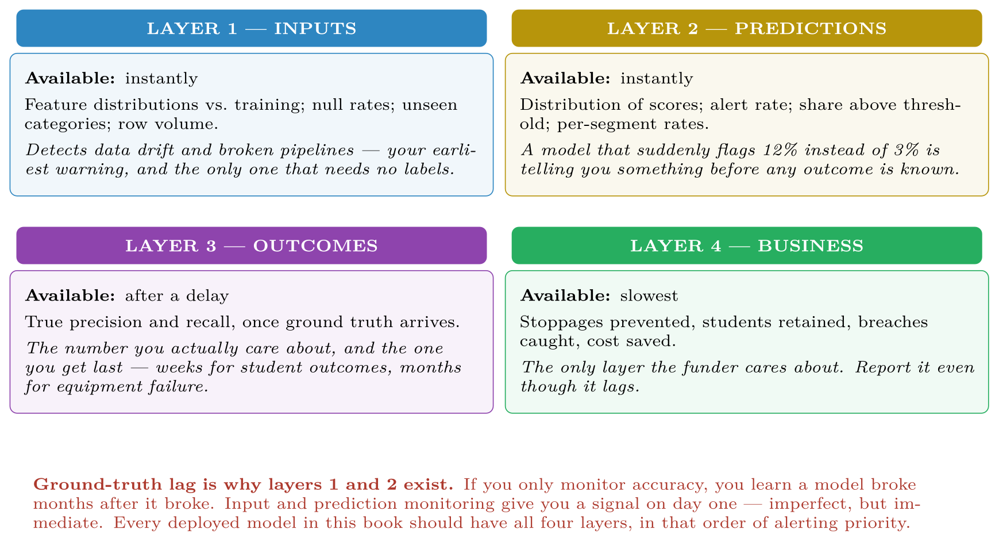 LAYER 1 — INPUTS
Available: instantly
Feature distributions vs. training; null rates; unseen
categories; row volume.
Detects data drift and broken pipelines — your earli-
est warning, and the only one that needs no labels.
LAYER 2 — PREDICTIONS
Available: instantly
Distribution of scores; alert rate; share above thresh-
old; per-segment rates.
A model that suddenly flags 12% instead of 3% is
telling you something before any outcome is known.
LAYER 3 — OUTCOMES
Available: after a delay
True precision and recall, once ground truth arrives.
The number you actually care about, and the one
you get last — weeks for student outcomes, months
for equipment failure.
LAYER 4 — BUSINESS
Available: slowest
Stoppages prevented, students retained, breaches
caught, cost saved.
The only layer the funder cares about. Report it even
though it lags.
Ground-truth lag is why layers 1 and 2 exist. If you only monitor accuracy, you learn a model broke
months after it broke. Input and prediction monitoring give you a signal on day one — imperfect, but im-
mediate. Every deployed model in this book should have all four layers, in that order of alerting priority.